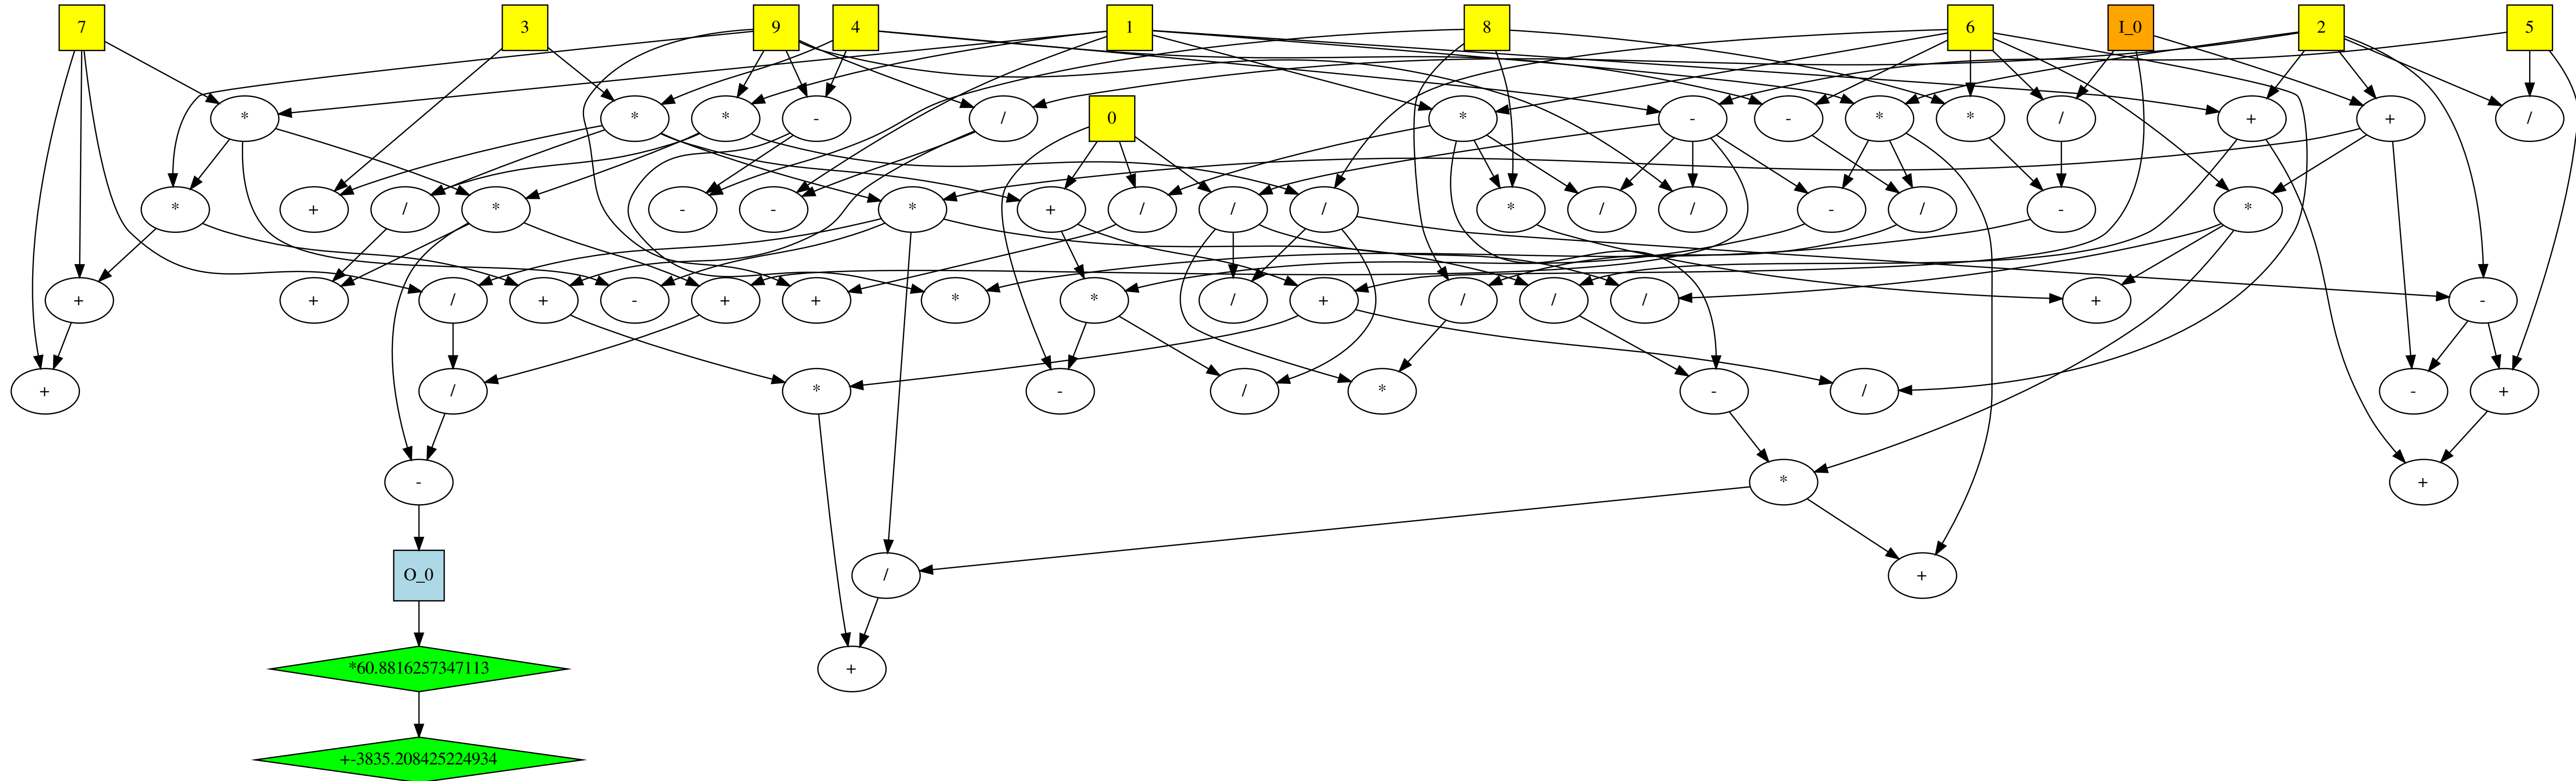 7 3 9 4 1 8 6 I_0 2 5
* * * - / 0 * - - * * / + + /
* + / * - - * + / / / * / / - / - *
+ + / + - + + * * / + / / / + -
+ / * - / * - / - +
- * +
O_0 / +
*60.8816257347113 +
+-3835.208425224934